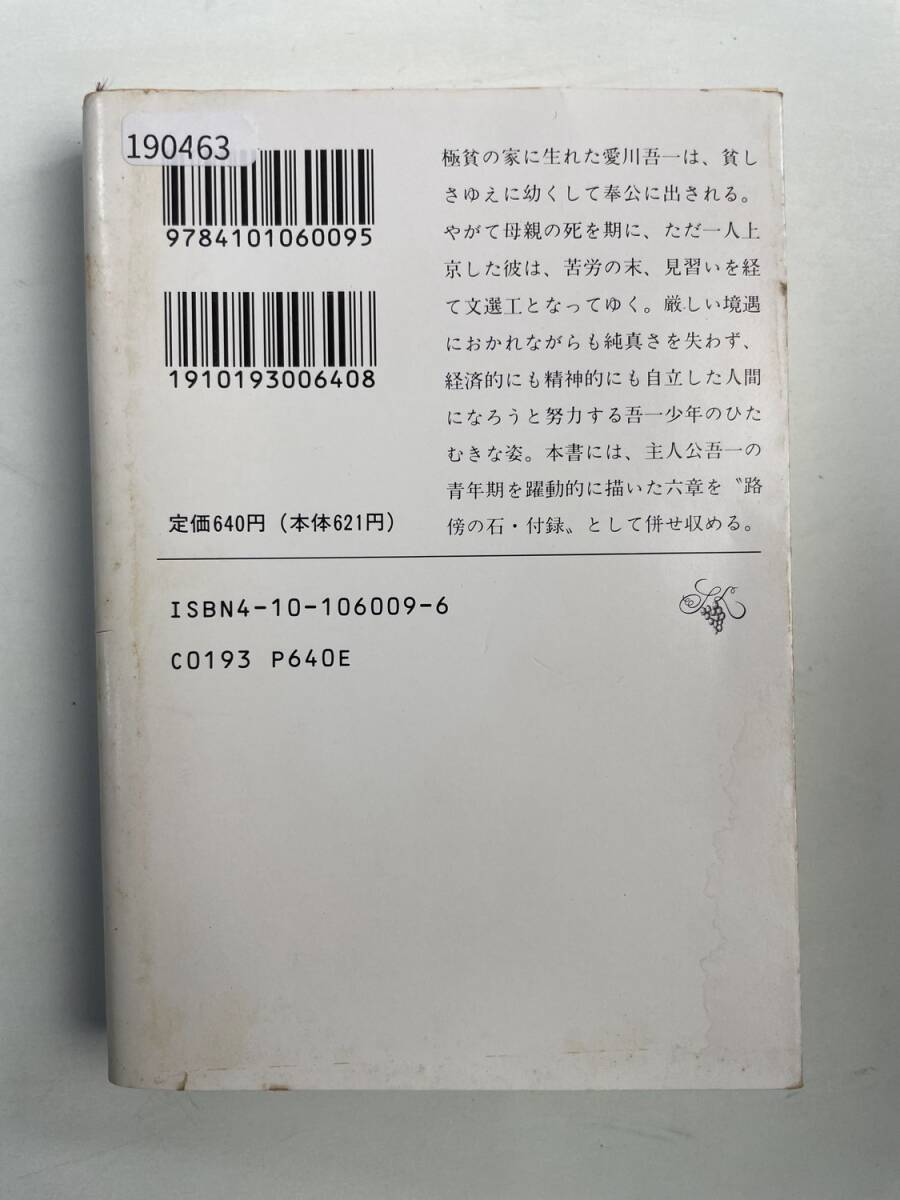 190463
9784101060095
1910193006408
定価640円（本体621円）
極貧の家に生れた愛川吾一は、貧し
さゆえに幼くして奉公に出される。
やがて母親の死を期に、ただ一人上
京した彼は、苦労の末、見習いを経
て文選工となってゆく。厳しい境遇
におかれながらも純真さを失わず、
経済的にも精神的にも自立した人間
になろうと努力する吾一少年のひた
むきな姿。本書には、主人公吾一の
青年期を躍動的に描いた六章を〝路
傍の石・付録〟として併せ収める。
ISBN4-10-106009-6
C0193 P640E
SK